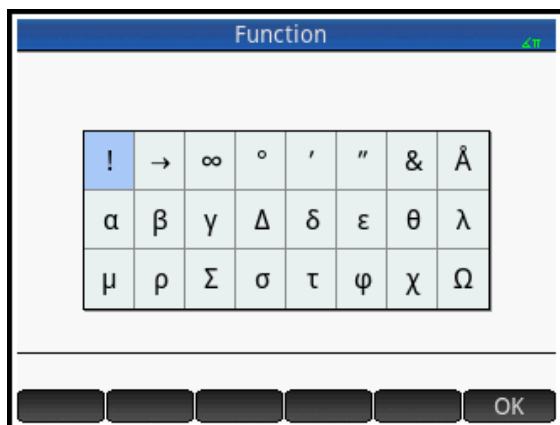 Function
∡π
! → ∞ ° ′ ″ & Å
α β γ Δ δ ε θ λ
μ ρ Σ σ τ φ χ Ω
OK